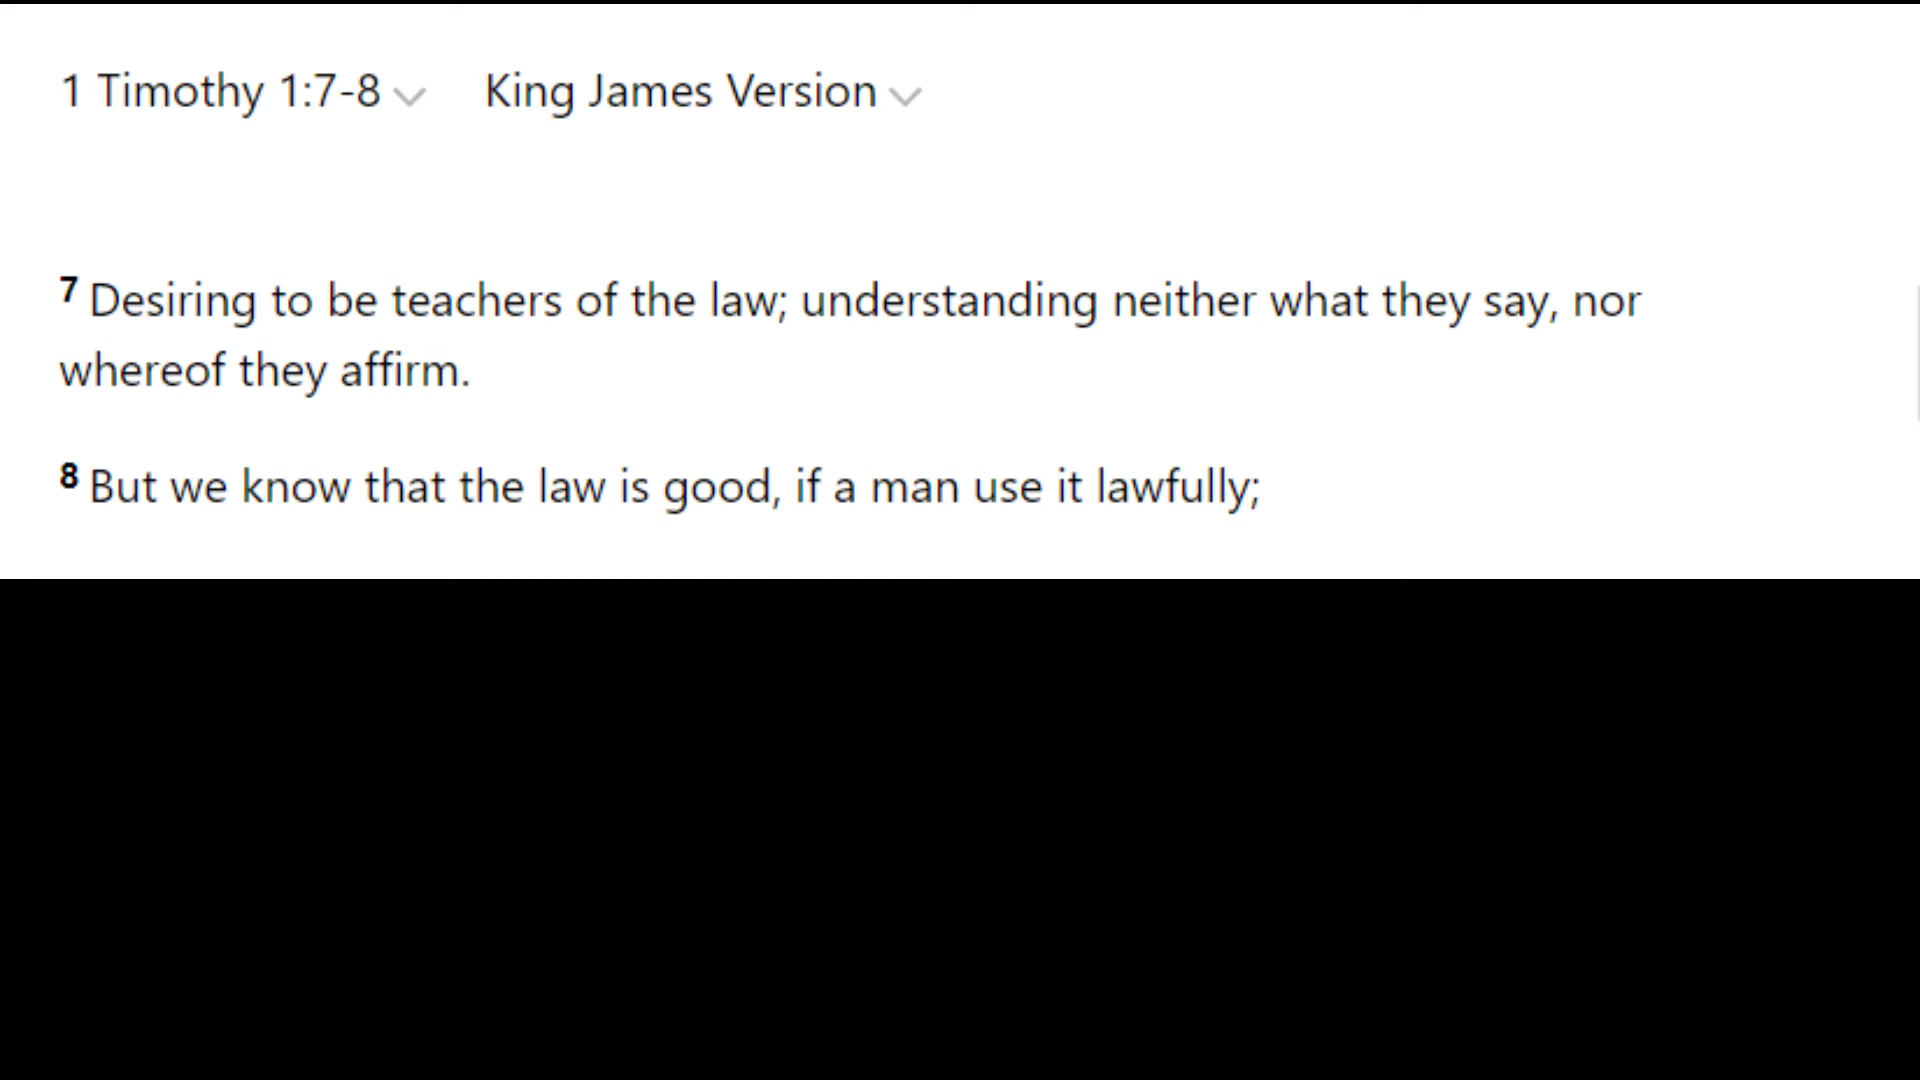 1 Timothy 1:7-8 King James Version
7 Desiring to be teachers of the law; understanding neither what they say, nor
whereof they affirm.
8 But we know that the law is good, if a man use it lawfully;